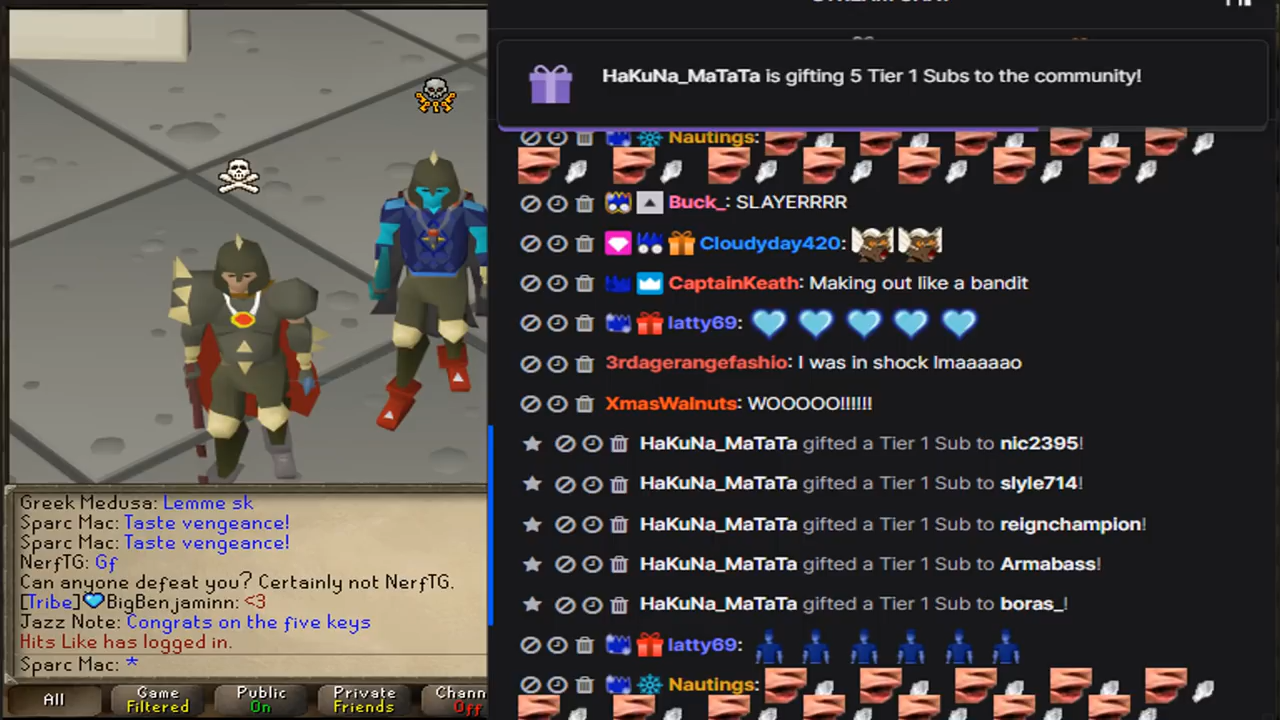 Greek Medusa: Lemme sk
Sparc Mac: Taste vengeance!
Sparc Mac: Taste vengeance!
NerfTG: Gf
Can anyone defeat you? Certainly not NerfTG.
[Tribe]BigBenjaminn: <3
Jazz Note: Congrats on the five keys
Hits Like has logged in.
Sparc Mac: *
All
Game
Filtered
Public
On
Private
Friends
Chann
Off
HaKuNa_MaTaTa is gifting 5 Tier 1 Subs to the community!
Nautings:
Buck_: SLAYERRRR
Cloudyday420:
CaptainKeath: Making out like a bandit
latty69:
3rdagerangefashio: I was in shock lmaaaaao
XmasWalnuts: WOOOOO!!!!!!
HaKuNa_MaTaTa gifted a Tier 1 Sub to nic2395!
HaKuNa_MaTaTa gifted a Tier 1 Sub to slyle714!
HaKuNa_MaTaTa gifted a Tier 1 Sub to reignchampion!
HaKuNa_MaTaTa gifted a Tier 1 Sub to Armabass!
HaKuNa_MaTaTa gifted a Tier 1 Sub to boras_!
latty69:
Nautings: